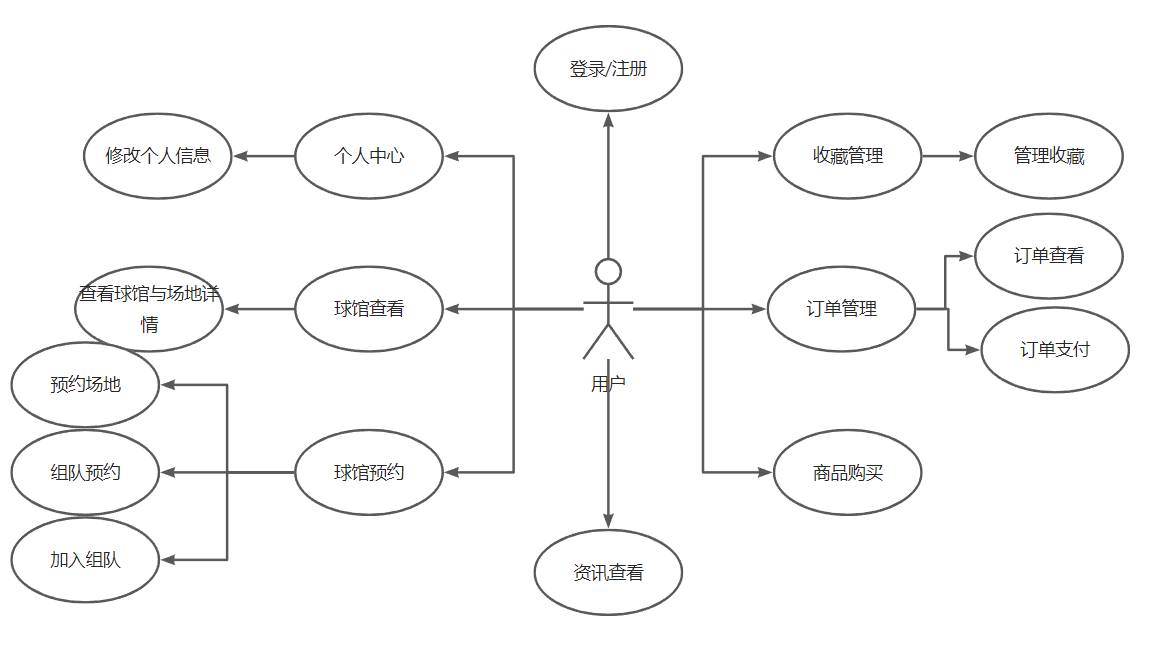 登录/注册
修改个人信息
个人中心
收藏管理
管理收藏
订单查看
查看球馆与场地详
情
球馆查看
订单管理
订单支付
用户
预约场地
组队预约
球馆预约
商品购买
加入组队
资讯查看